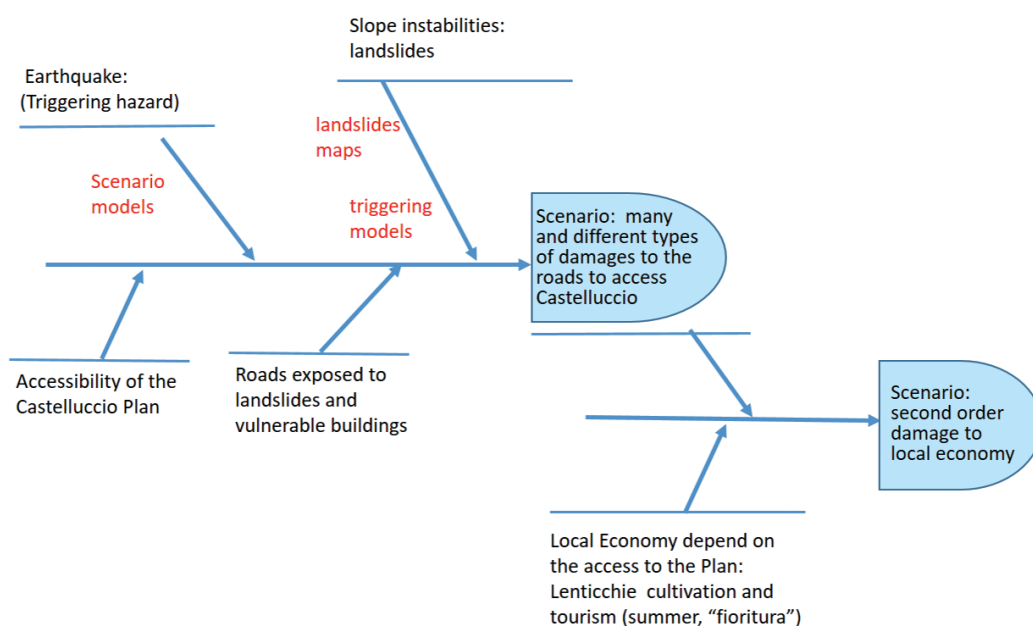 Slope instabilities:
landslides
Earthquake:
(Triggering hazard)
landslides
maps
Scenario
models
triggering
models
Scenario:  many
and different types
of damages to the
roads to access
Castelluccio
Accessibility of the
Castelluccio Plan
Roads exposed to
landslides and
vulnerable buildings
Scenario:
second order
damage to
local economy
Local Economy depend on
the access to the Plan:
Lenticchie  cultivation and
tourism (summer, “fioritura”)